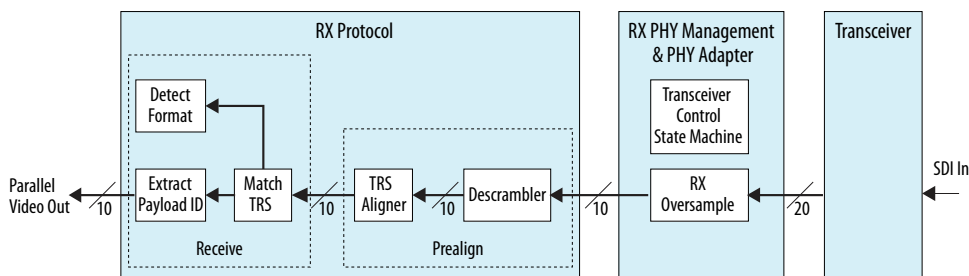 RX Protocol
RX PHY Management
& PHY Adapter
Transceiver
Detect
Format
Transceiver
Control
State Machine
Parallel
Video Out
10
Extract
Payload ID
Match
TRS
10
TRS
Aligner
10
Descrambler
10
RX
Oversample
20
SDI In
Receive
Prealign